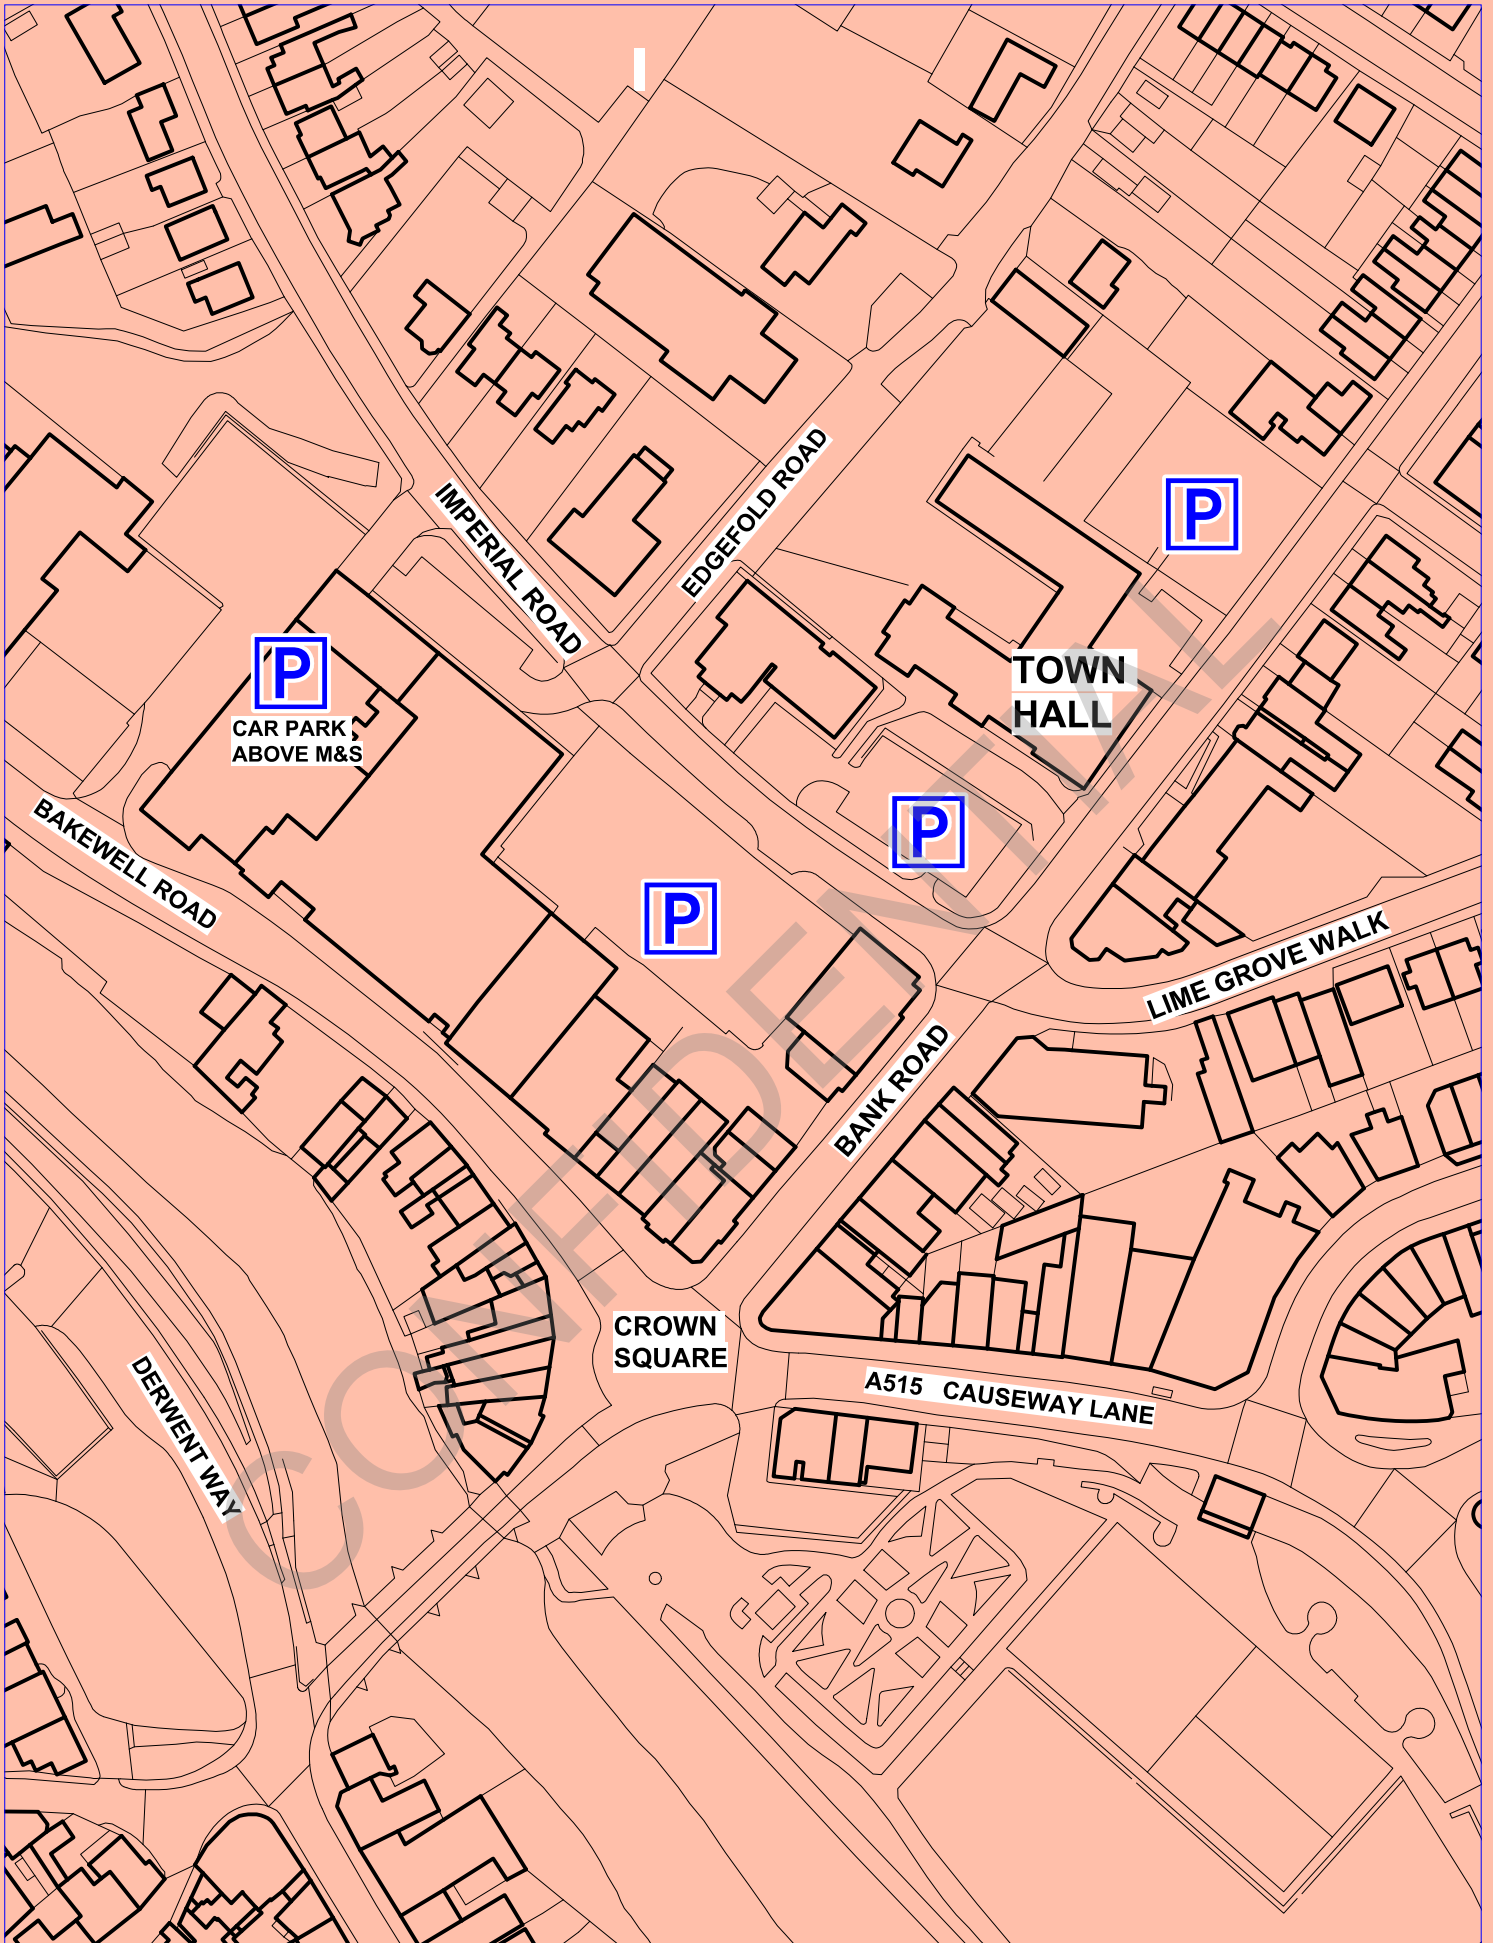 EDGEFOLD ROAD
IMPERIAL ROAD
P
P
CAR PARK
ABOVE M&S
TOWN
HALL
P
BAKEWELL ROAD
P
LIME GROVE WALK
BANK ROAD
CROWN
SQUARE
A515 CAUSEWAY LANE
DERWENT WAY
CONFIDENTIAL